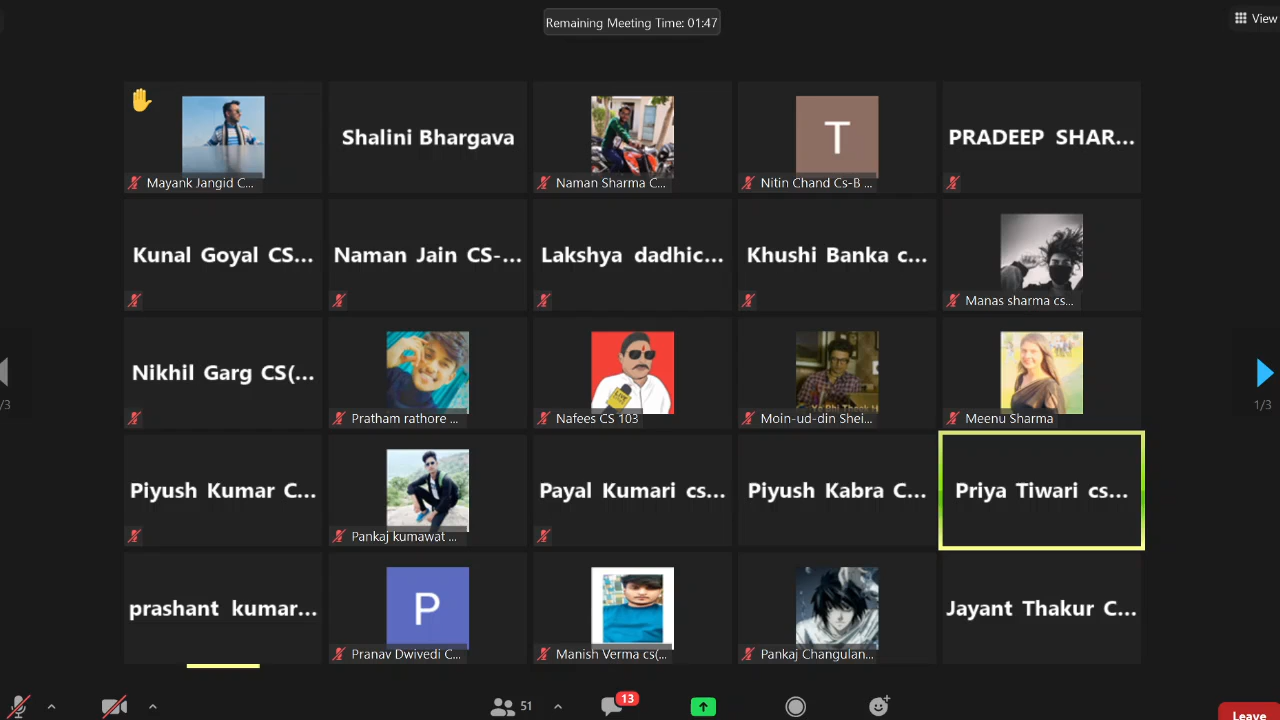 Remaining Meeting Time: 01:47
View
Mayank Jangid C...
Shalini Bhargava
Naman Sharma C...
T
Nitin Chand Cs-B ...
PRADEEP SHAR...
Kunal Goyal CS...
Naman Jain CS-...
Lakshya dadhic...
Khushi Banka c...
Manas sharma cs...
Nikhil Garg CS(...
Pratham rathore ...
Nafees CS 103
Moin-ud-din Shei...
Meenu Sharma
/3
1/3
Piyush Kumar C...
Pankaj kumawat ...
Payal Kumari cs...
Piyush Kabra C...
Priya Tiwari cs...
prashant kumar...
P
Pranav Dwivedi C...
Manish Verma cs(...
Pankaj Changulan...
Jayant Thakur C...
51
13
Leave